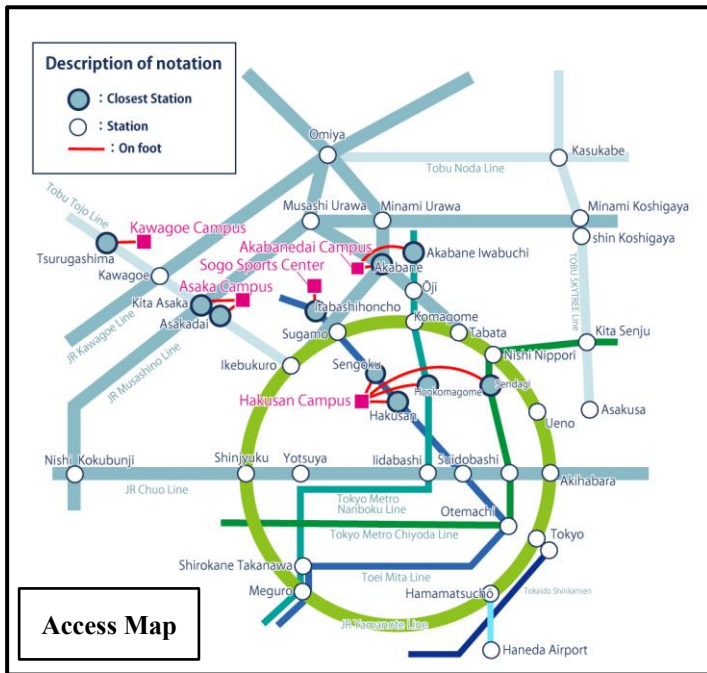 Description of notation
: Closest Station
: Station
: On foot
Omiya
Kasukabe
Tobu Noda Line
Tobu Tojo Line
Musashi Urawa
Minami Urawa
Minami Koshigaya
Kawagoe Campus
Akabanedai Campus
shin Koshigaya
Tsurugashima
Sogo Sports Center
Akabane
Akabane Iwabuchi
Kawagoe
Asaka Campus
TOBU SKYTREE Line
Ōji
Kita Asaka
Itabashihoncho
Asakadai
Komagome
JR Kawagoe Line
Sugamo
Tabata
Kita Senju
JR Musashino Line
Ikebukuro
Sengoku
Nishi Nippori
Honkomagome
Sendagi
Hakusan Campus
Hakusan
Asakusa
Ueno
Nishi Kokubunji
Shinjyuku
Yotsuya
Iidabashi
Suidobashi
Akihabara
JR Chuo Line
Tokyo Metro
Nanboku Line
Otemachi
Tokyo Metro Chiyoda Line
Tokyo
Shirokane Takanawa
Toei Mita Line
Meguro
Hamamatsuchō
Tokaido Shinkansen
JR Yamanote Line
Access Map
Haneda Airport